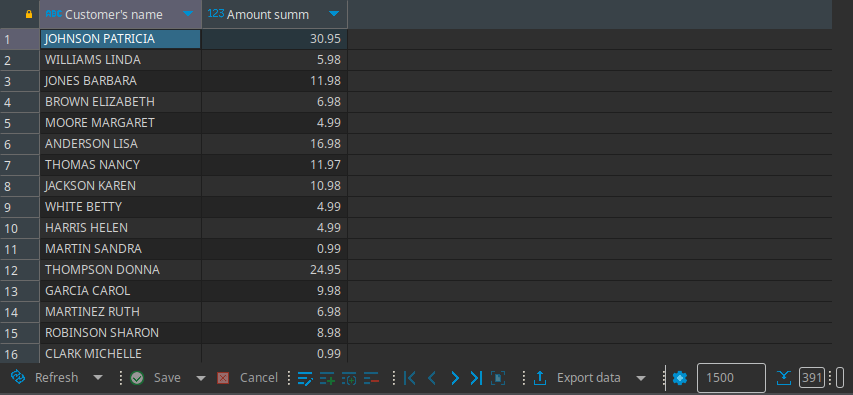 ABC Customer's name 123 Amount summ
1 JOHNSON PATRICIA 30.95
2 WILLIAMS LINDA 5.98
3 JONES BARBARA 11.98
4 BROWN ELIZABETH 6.98
5 MOORE MARGARET 4.99
6 ANDERSON LISA 16.98
7 THOMAS NANCY 11.97
8 JACKSON KAREN 10.98
9 WHITE BETTY 4.99
10 HARRIS HELEN 4.99
11 MARTIN SANDRA 0.99
12 THOMPSON DONNA 24.95
13 GARCIA CAROL 9.98
14 MARTINEZ RUTH 6.98
15 ROBINSON SHARON 8.98
16 CLARK MICHELLE 0.99
Refresh Save Cancel Export data 1500 391